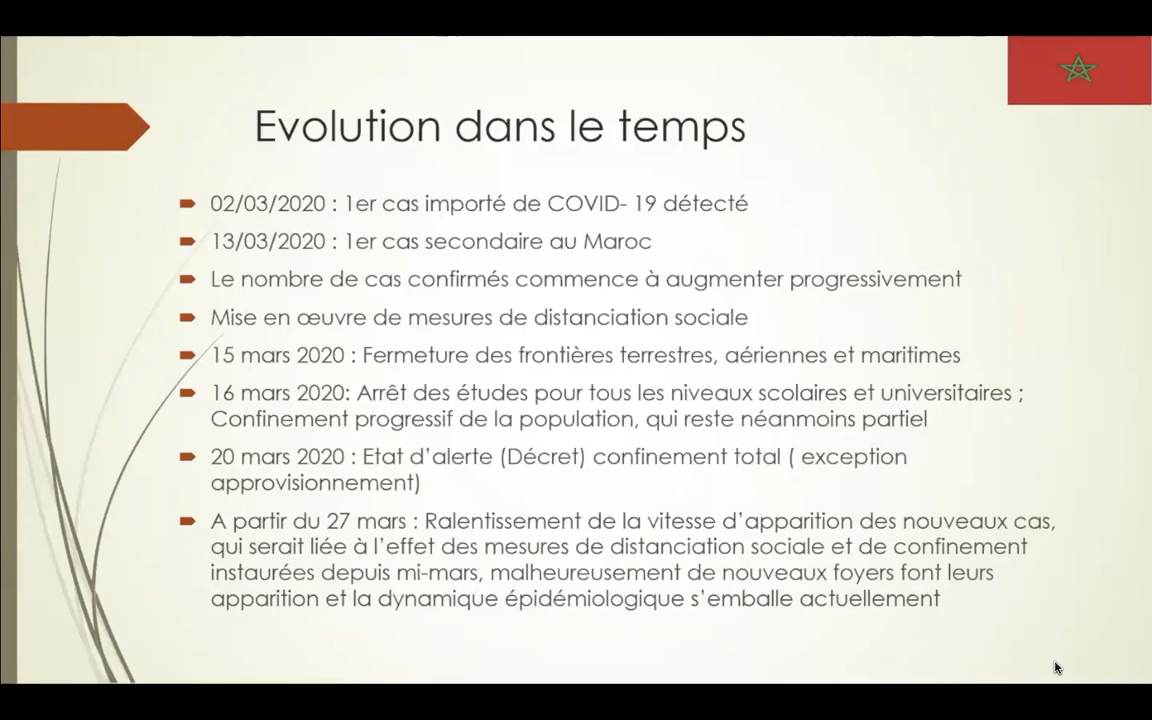 Evolution dans le temps
02/03/2020 : 1er cas importé de COVID- 19 détecté
13/03/2020 : 1er cas secondaire au Maroc
Le nombre de cas confirmés commence à augmenter progressivement
Mise en œuvre de mesures de distanciation sociale
15 mars 2020 : Fermeture des frontières terrestres, aériennes et maritimes
16 mars 2020: Arrêt des études pour tous les niveaux scolaires et universitaires ;
Confinement progressif de la population, qui reste néanmoins partiel
20 mars 2020 : Etat d’alerte (Décret) confinement total ( exception
approvisionnement)
A partir du 27 mars : Ralentissement de la vitesse d’apparition des nouveaux cas,
qui serait liée à l’effet des mesures de distanciation sociale et de confinement
instaurées depuis mi-mars, malheureusement de nouveaux foyers font leurs
apparition et la dynamique épidémiologique s’emballe actuellement